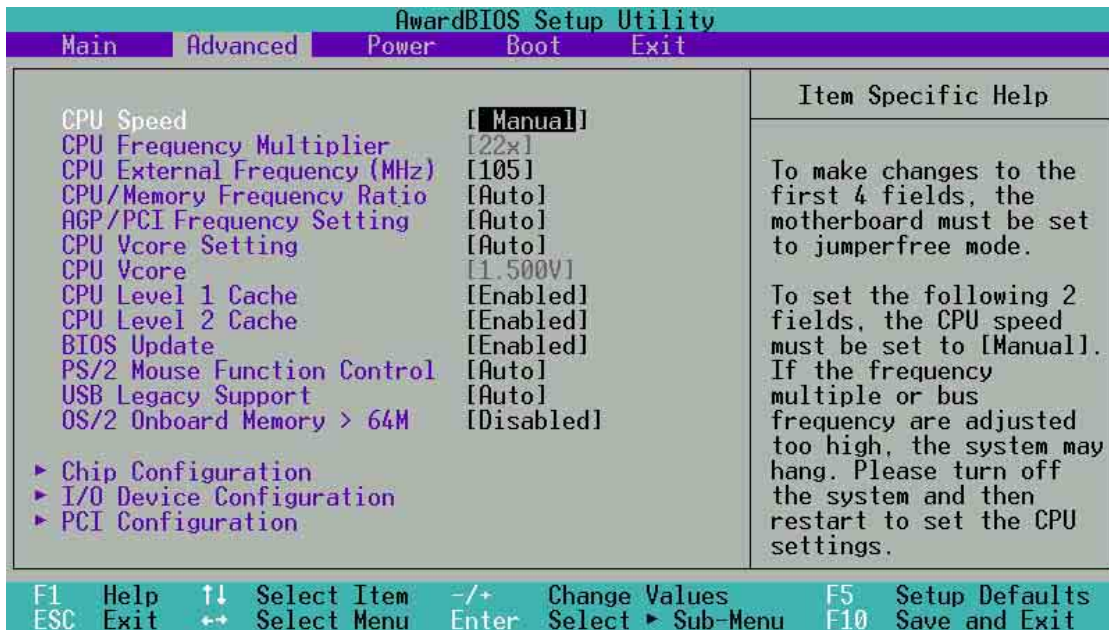 AwardBIOS Setup Utility
Main Advanced Power Boot Exit
CPU Speed [ Manual]
CPU Frequency Multiplier [22x]
CPU External Frequency (MHz) [105]
CPU/Memory Frequency Ratio [Auto]
AGP/PCI Frequency Setting [Auto]
CPU Vcore Setting [Auto]
CPU Vcore [1.500V]
CPU Level 1 Cache [Enabled]
CPU Level 2 Cache [Enabled]
BIOS Update [Enabled]
PS/2 Mouse Function Control [Auto]
USB Legacy Support [Auto]
OS/2 Onboard Memory > 64M [Disabled]
► Chip Configuration
► I/O Device Configuration
► PCI Configuration
Item Specific Help
To make changes to the
first 4 fields, the
motherboard must be set
to jumperfree mode.
To set the following 2
fields, the CPU speed
must be set to [Manual].
If the frequency
multiple or bus
frequency are adjusted
too high, the system may
hang. Please turn off
the system and then
restart to set the CPU
settings.
F1 Help ↑↓ Select Item -/+ Change Values F5 Setup Defaults
ESC Exit ←→ Select Menu Enter Select ► Sub-Menu F10 Save and Exit